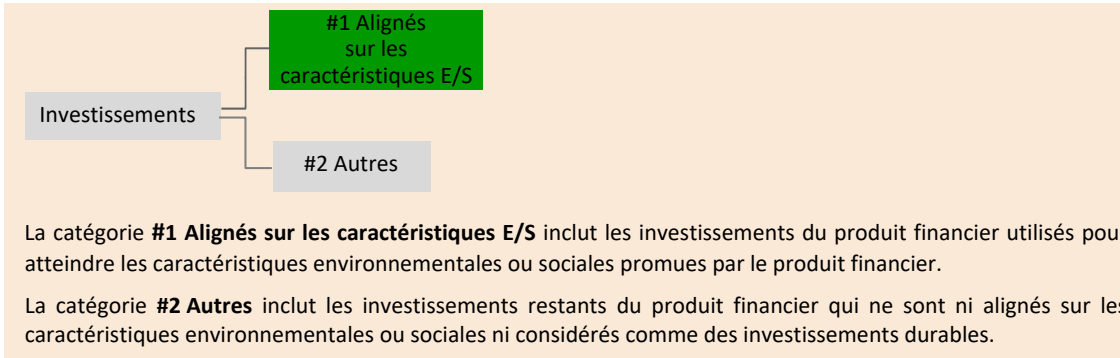 #1 Alignés
sur les
caractéristiques E/S
Investissements
#2 Autres
La catégorie #1 Alignés sur les caractéristiques E/S inclut les investissements du produit financier utilisés pou
atteindre les caractéristiques environnementales ou sociales promues par le produit financier.
La catégorie #2 Autres inclut les investissements restants du produit financier qui ne sont ni alignés sur les
caractéristiques environnementales ou sociales ni considérés comme des investissements durables.